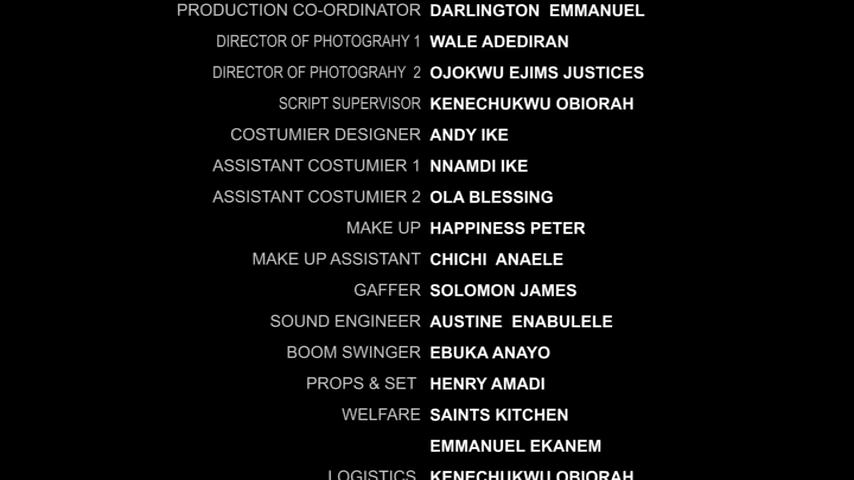 PRODUCTION CO-ORDINATOR DARLINGTON EMMANUEL
DIRECTOR OF PHOTOGRAHY 1 WALE ADEDIRAN
DIRECTOR OF PHOTOGRAHY 2 OJOKWU EJIMS JUSTICES
SCRIPT SUPERVISOR KENECHUKWU OBIORAH
COSTUMIER DESIGNER ANDY IKE
ASSISTANT COSTUMIER 1 NNAMDI IKE
ASSISTANT COSTUMIER 2 OLA BLESSING
MAKE UP HAPPINESS PETER
MAKE UP ASSISTANT CHICHI ANAELE
GAFFER SOLOMON JAMES
SOUND ENGINEER AUSTINE ENABULELE
BOOM SWINGER EBUKA ANAYO
PROPS & SET HENRY AMADI
WELFARE SAINTS KITCHEN
EMMANUEL EKANEM
LOGISTICS KENECHUKWU OBIORAH